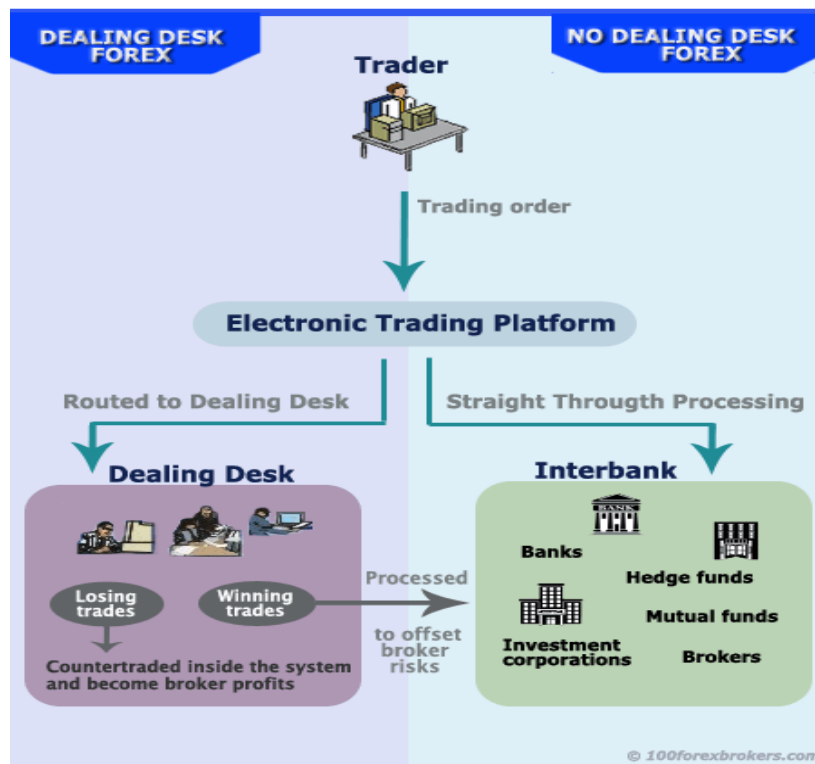 DEALING DESK
FOREX
NO DEALING DESK
FOREX
Trader
Trading order
Electronic Trading Platform
Routed to Dealing Desk
Straight Througth Processing
Dealing Desk
Interbank
BANK
Banks
Hedge funds
Mutual funds
Investment
corporations
Brokers
Losing
trades
Winning
trades
Processed
to offset
broker
risks
Countertraded inside the system
and become broker profits
© 100forexbrokers.com